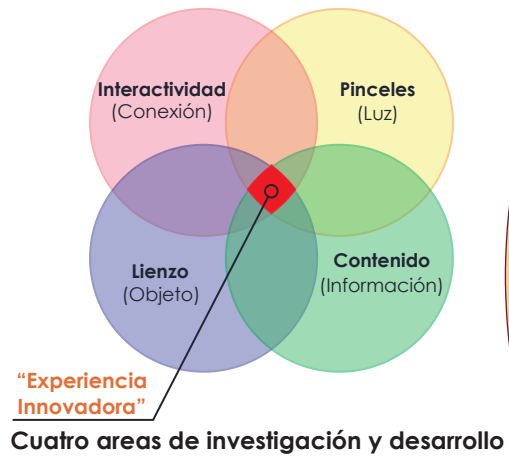 Interactividad
(Conexión)
Pinceles
(Luz)
Lienzo
(Objeto)
Contenido
(Información)
“Experiencia
Innovadora”
Cuatro areas de investigación y desarrollo